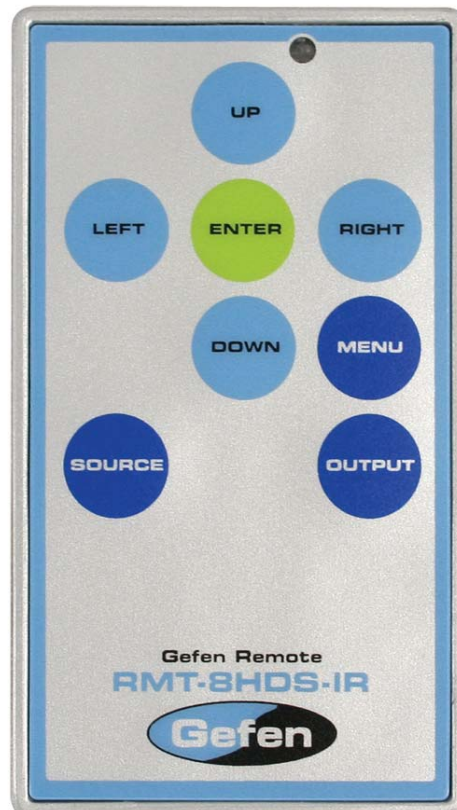 UP
LEFT ENTER RIGHT
DOWN MENU
SOURCE OUTPUT
Gefen Remote
RMT-8HDS-IR
Gefen